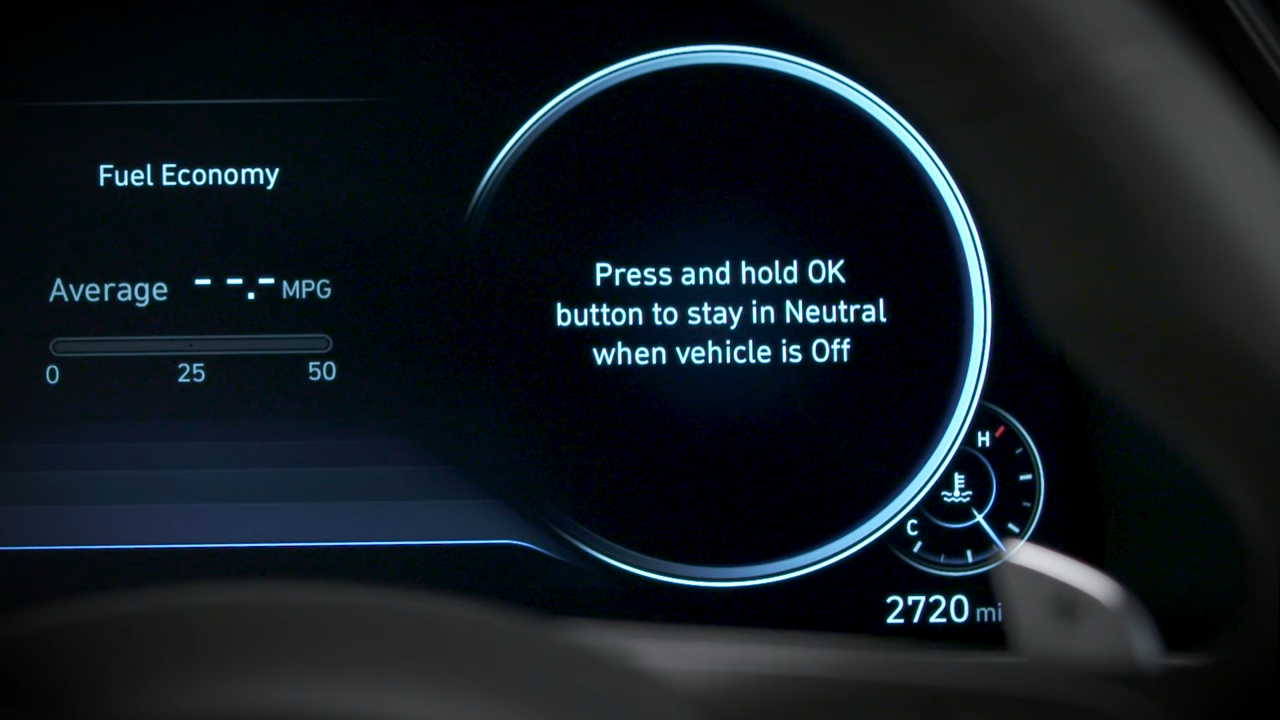 Fuel Economy
Average --.- MPG
0 25 50
Press and hold OK
button to stay in Neutral
when vehicle is Off
H
C
2720 mi